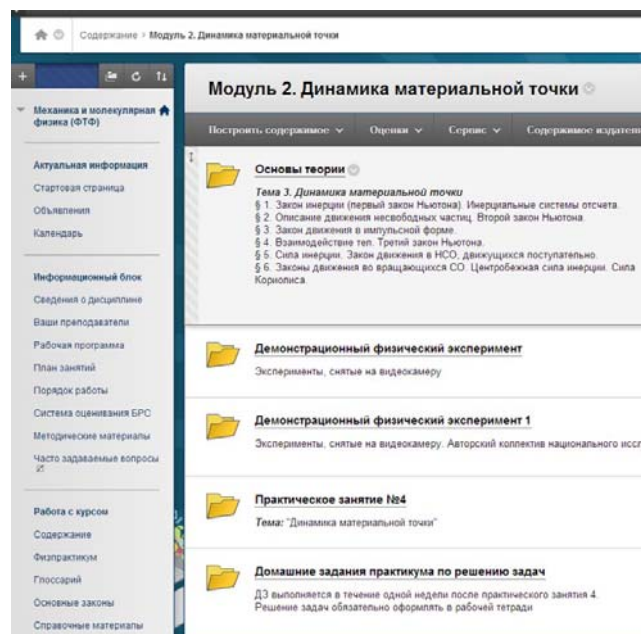 Содержание > Модуль 2. Динамика материальной точки
Механика и молекулярная физика (ФТФ)
Актуальная информация
Стартовая страница
Объявления
Календарь
Информационный блок
Сведения о дисциплине
Ваши преподаватели
Рабочая программа
План занятий
Порядок работы
Система оценивания БРС
Методические материалы
Часто задаваемые вопросы
Работа с курсом
Содержание
Физпрактикум
Глоссарий
Основные законы
Справочные материалы
Модуль 2. Динамика материальной точки
Построить содержимое Оценки Сервис Содержимое издател
Основы теории
Тема 3. Динамика материальной точки
§ 1. Закон инерции (первый закон Ньютона). Инерциальные системы отсчета.
§ 2. Описание движения несвободных частиц. Второй закон Ньютона.
§ 3. Закон движения в импульсной форме.
§ 4. Взаимодействие тел. Третий закон Ньютона.
§ 5. Сила инерции. Закон движения в НСО, движущихся поступательно.
§ 6. Законы движения во вращающихся СО. Центробежная сила инерции. Сила
Кориолиса.
Демонстрационный физический эксперимент
Эксперименты, снятые на видеокамеру
Демонстрационный физический эксперимент 1
Эксперименты, снятые на видеокамеру. Авторский коллектив национального исс
Практическое занятие №4
Тема: "Динамика материальной точки"
Домашние задания практикума по решению задач
ДЗ выполняется в течение одной недели после практического занятия 4.
Решение задач обязательно оформлять в рабочей тетради